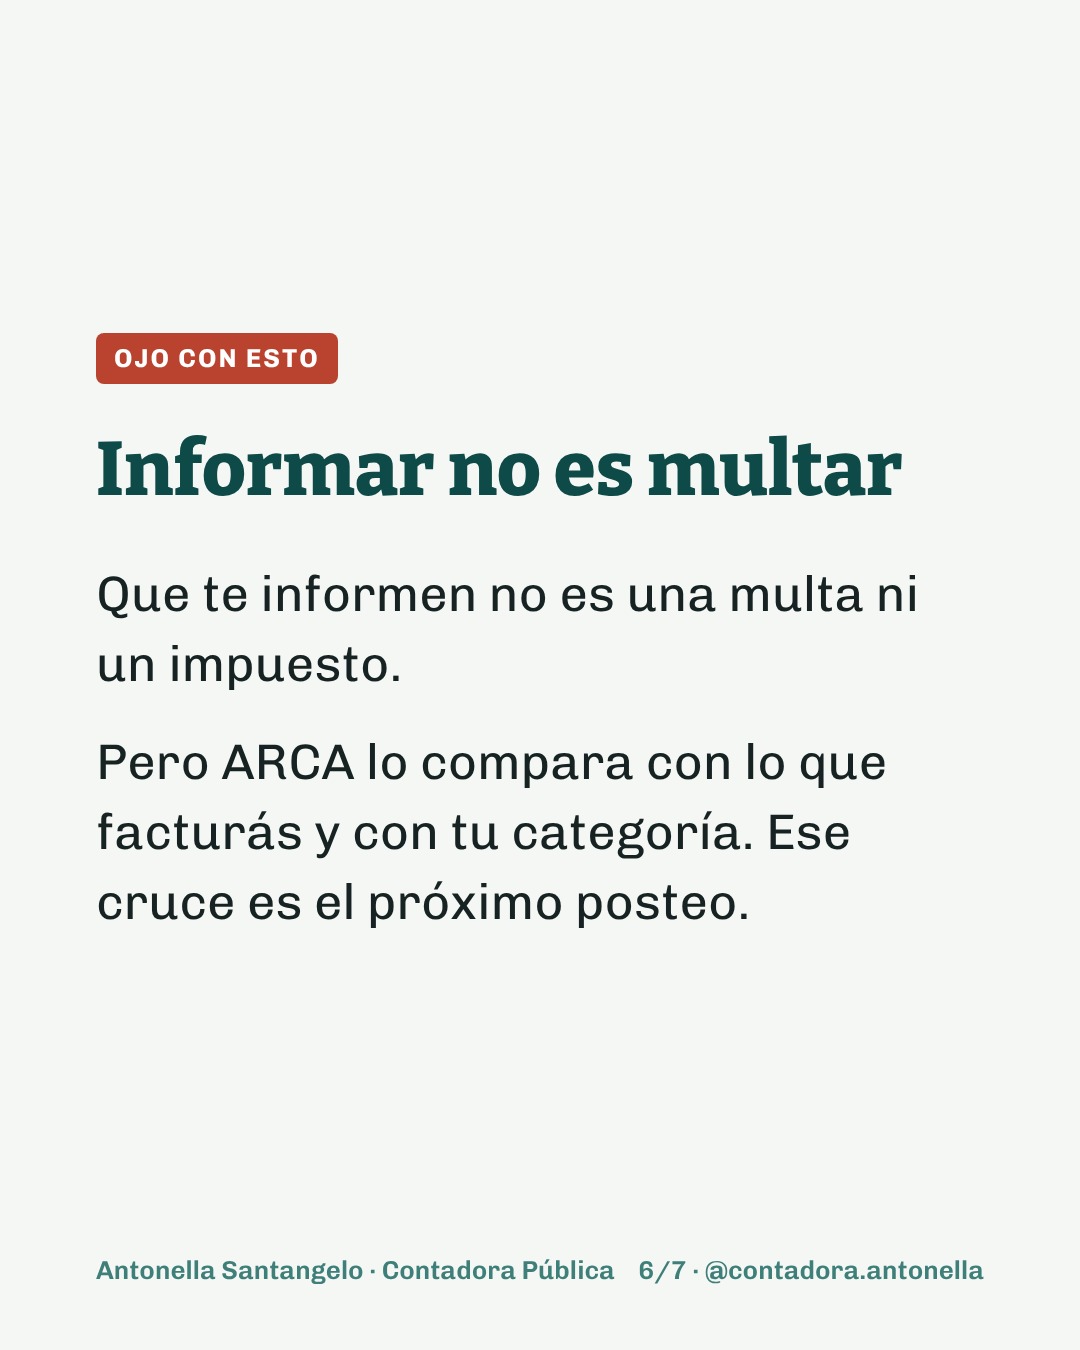 OJO CON ESTO
Informar no es multar
Que te informen no es una multa ni
un impuesto.
Pero ARCA lo compara con lo que
facturás y con tu categoría. Ese
cruce es el próximo posteo.
Antonella Santangelo · Contadora Pública 6/7 · @contadora.antonella